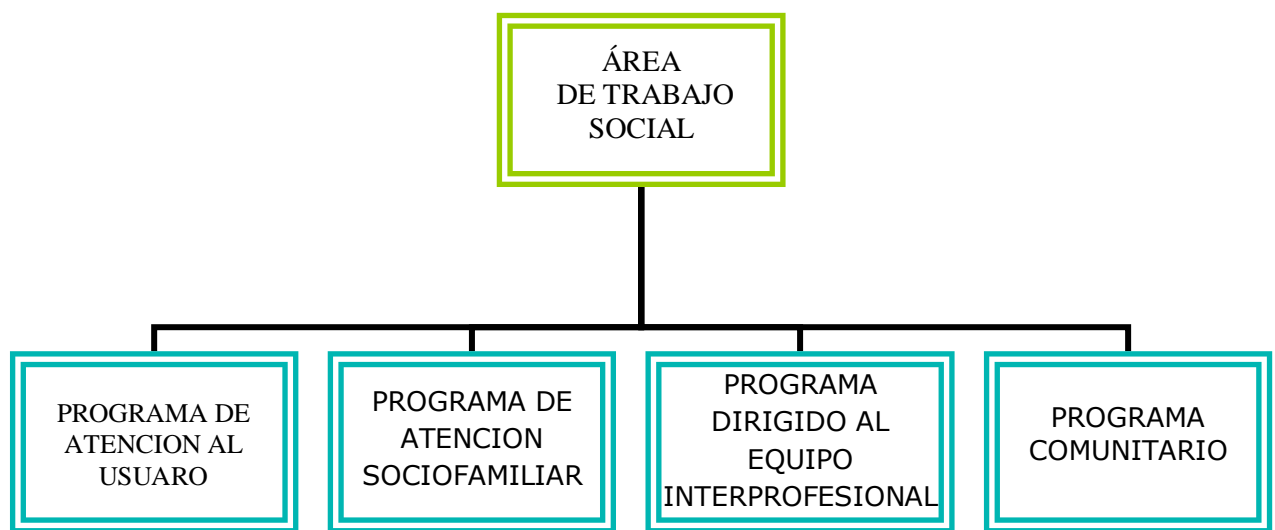 ÁREA
DE TRABAJO
SOCIAL
PROGRAMA DE
ATENCION AL
USUARO
PROGRAMA DE
ATENCION
SOCIOFAMILIAR
PROGRAMA
DIRIGIDO AL
EQUIPO
INTERPROFESIONAL
PROGRAMA
COMUNITARIO